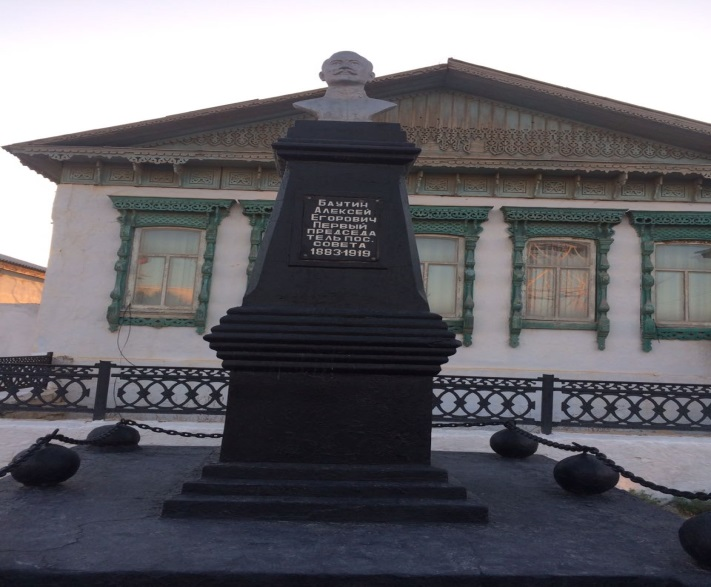 Баутин
Алексей
Егорович
Первый
председа
тель пос.
совета
1883-1919